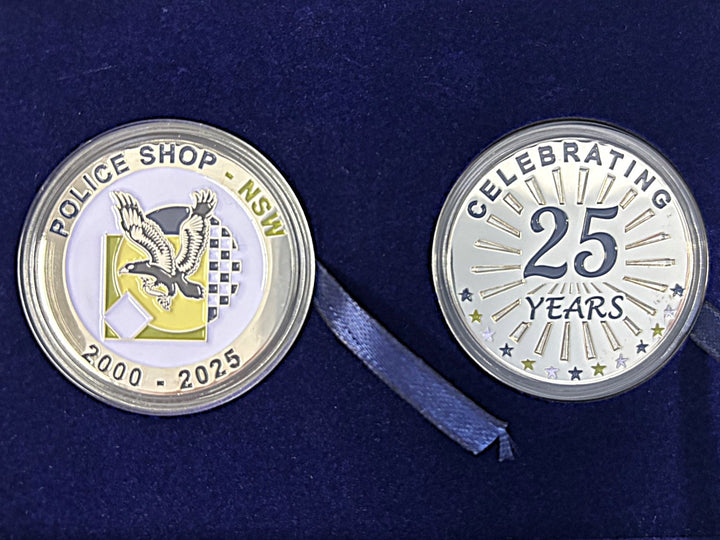 POLICE SHOP - NSW
2000 - 2025
CELEBRATING
25
YEARS